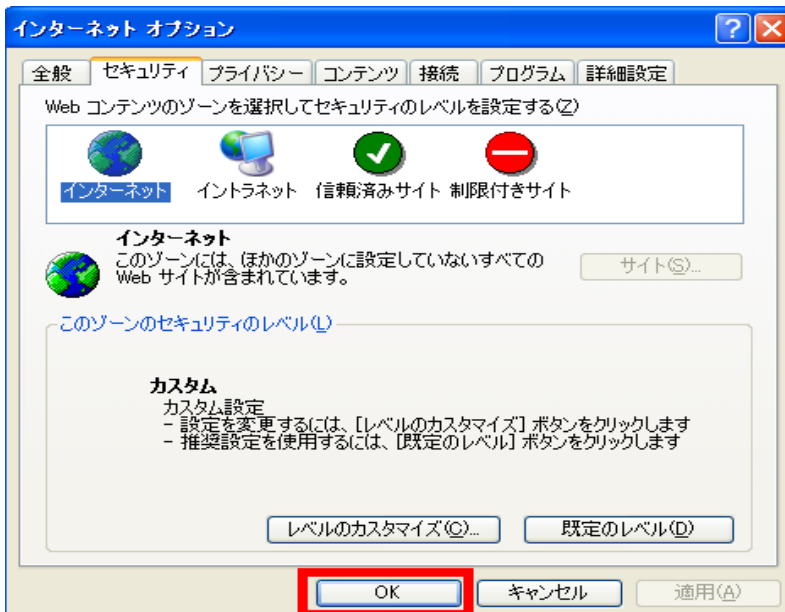 インターネット オプション
全般 セキュリティ プライバシー コンテンツ 接続 プログラム 詳細設定
Web コンテンツのゾーンを選択してセキュリティのレベルを設定する(Z)
インターネット イントラネット 信頼済みサイト 制限付きサイト
インターネット
このゾーンには、ほかのゾーンに設定していないすべての
Web サイトが含まれています。
サイト(S)...
このゾーンのセキュリティのレベル(L)
カスタム
カスタム設定
- 設定を変更するには、[レベルのカスタマイズ] ボタンをクリックします
- 推奨設定を使用するには、[既定のレベル] ボタンをクリックします
レベルのカスタマイズ(C)... 既定のレベル(D)
OK キャンセル 適用(A)